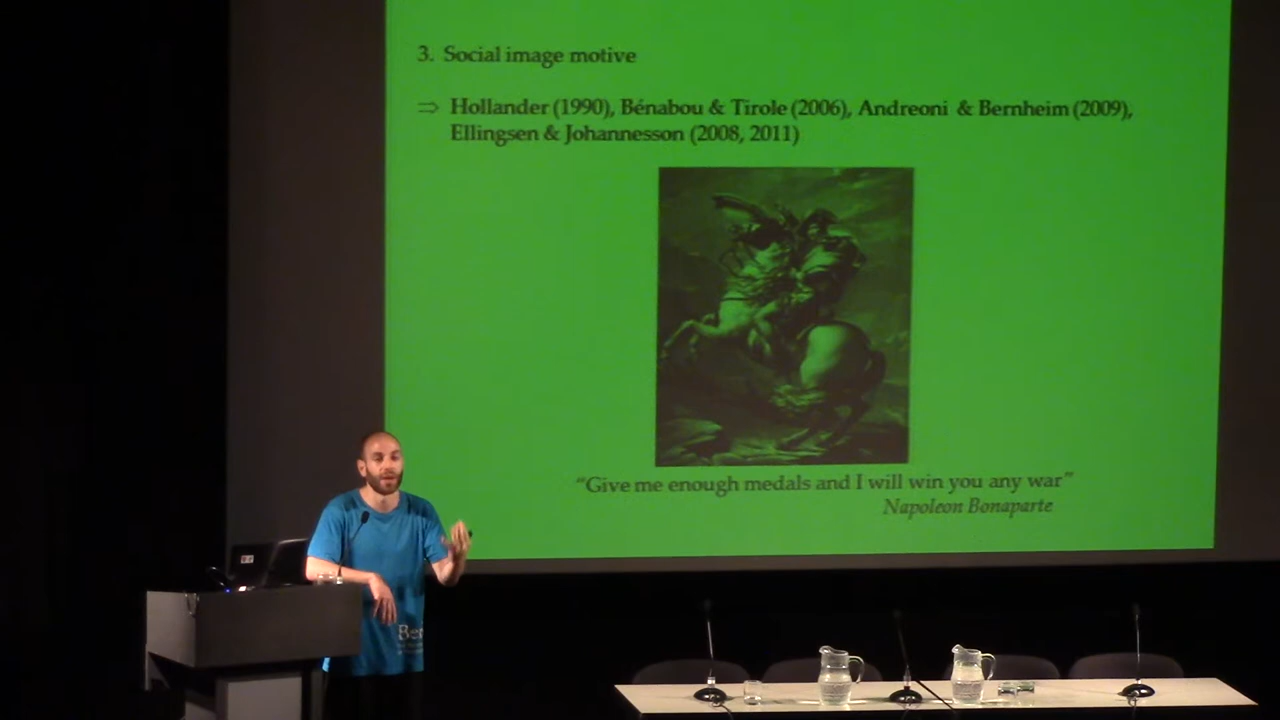 3. Social image motive
⇒ Hollander (1990), Bénabou & Tirole (2006), Andreoni & Bernheim (2009),
Ellingsen & Johannesson (2008, 2011)
“Give me enough medals and I will win you any war”
Napoleon Bonaparte